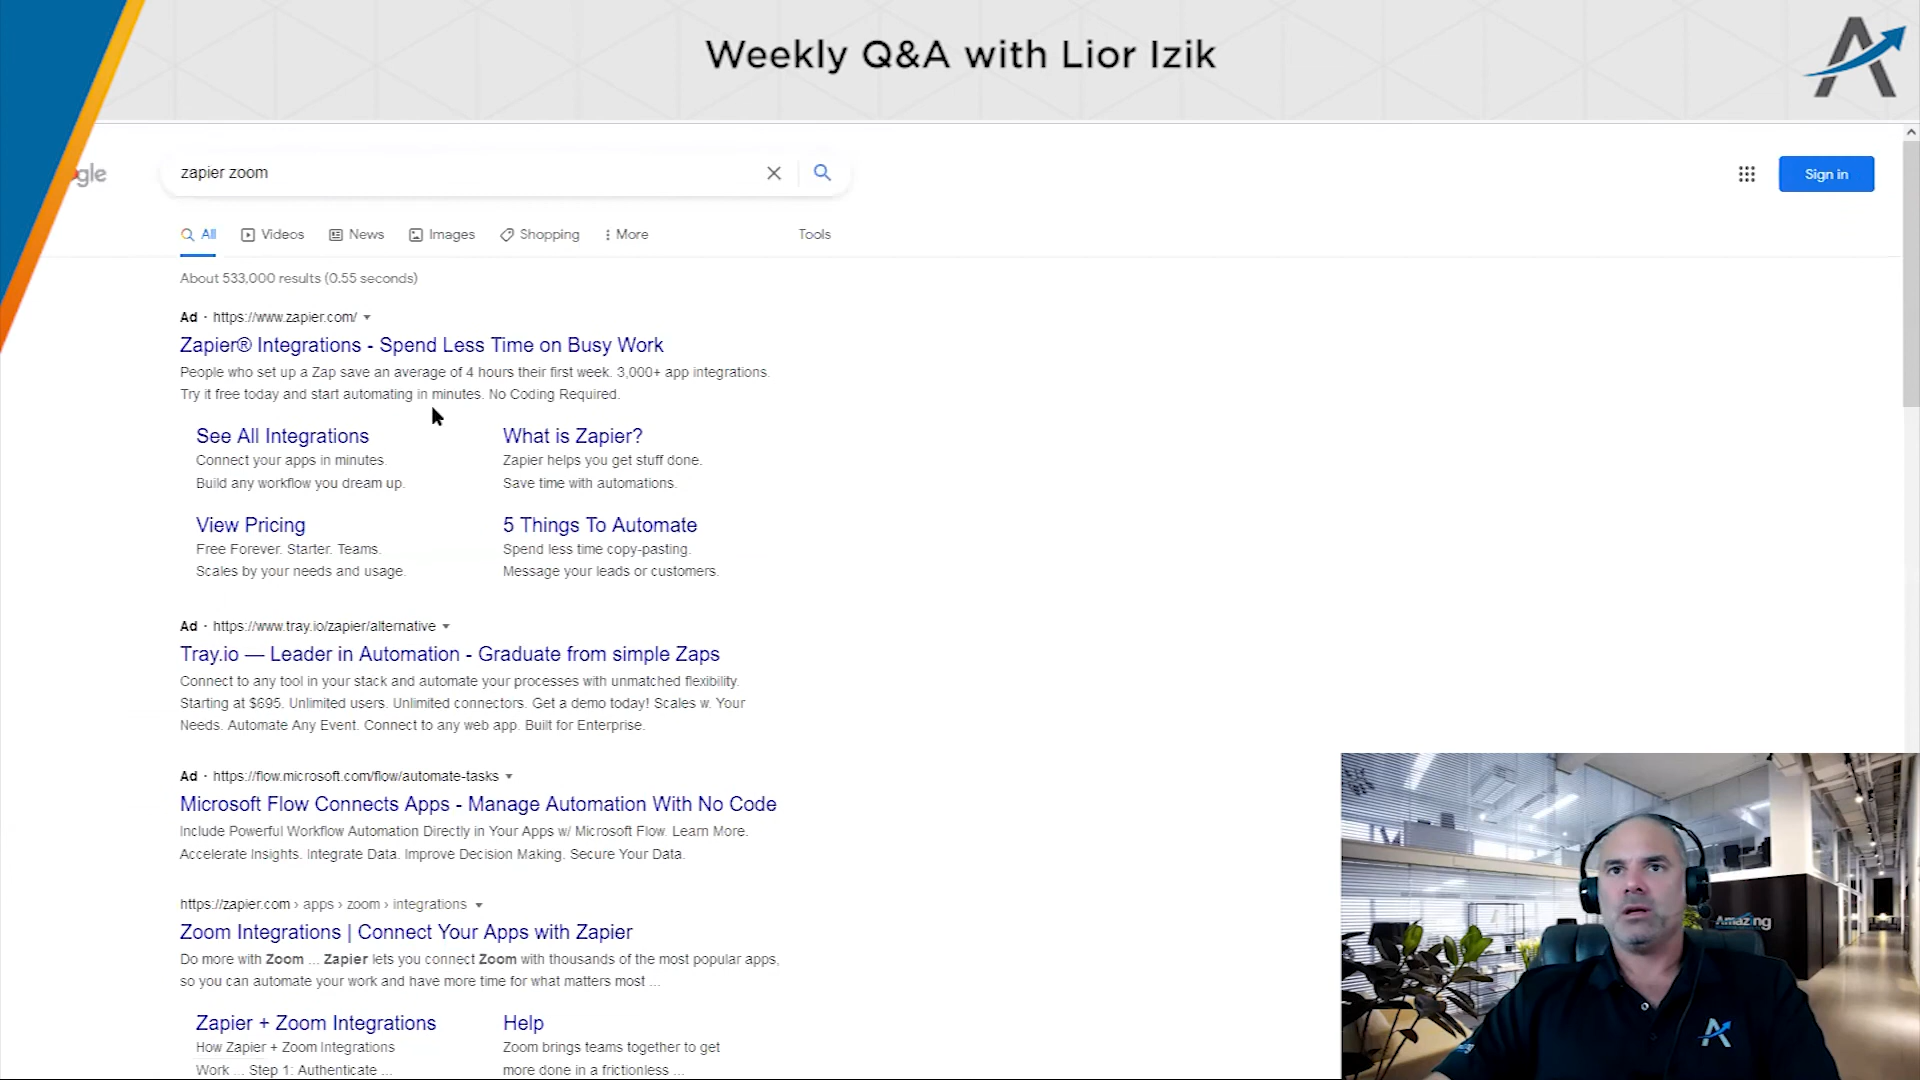 Weekly Q&A with Lior Izik
gle
zapier zoom
Sign in
All
Videos
News
Images
Shopping
More
Tools
About 533,000 results (0.55 seconds)
Ad · https://www.zapier.com/
Zapier® Integrations - Spend Less Time on Busy Work
People who set up a Zap save an average of 4 hours their first week. 3,000+ app integrations.
Try it free today and start automating in minutes. No Coding Required.
See All Integrations
Connect your apps in minutes.
Build any workflow you dream up.
What is Zapier?
Zapier helps you get stuff done.
Save time with automations.
View Pricing
Free Forever. Starter. Teams.
Scales by your needs and usage.
5 Things To Automate
Spend less time copy-pasting.
Message your leads or customers.
Ad · https://www.tray.io/zapier/alternative
Tray.io — Leader in Automation - Graduate from simple Zaps
Connect to any tool in your stack and automate your processes with unmatched flexibility.
Starting at $695. Unlimited users. Unlimited connectors. Get a demo today! Scales w. Your
Needs. Automate Any Event. Connect to any web app. Built for Enterprise.
Ad · https://flow.microsoft.com/flow/automate-tasks
Microsoft Flow Connects Apps - Manage Automation With No Code
Include Powerful Workflow Automation Directly in Your Apps w/ Microsoft Flow. Learn More.
Accelerate Insights. Integrate Data. Improve Decision Making. Secure Your Data.
https://zapier.com › apps › zoom › integrations
Zoom Integrations | Connect Your Apps with Zapier
Do more with Zoom ... Zapier lets you connect Zoom with thousands of the most popular apps,
so you can automate your work and have more time for what matters most ...
Zapier + Zoom Integrations
How Zapier + Zoom Integrations
Work ... Step 1: Authenticate ...
Help
Zoom brings teams together to get
more done in a frictionless ...
Amazing